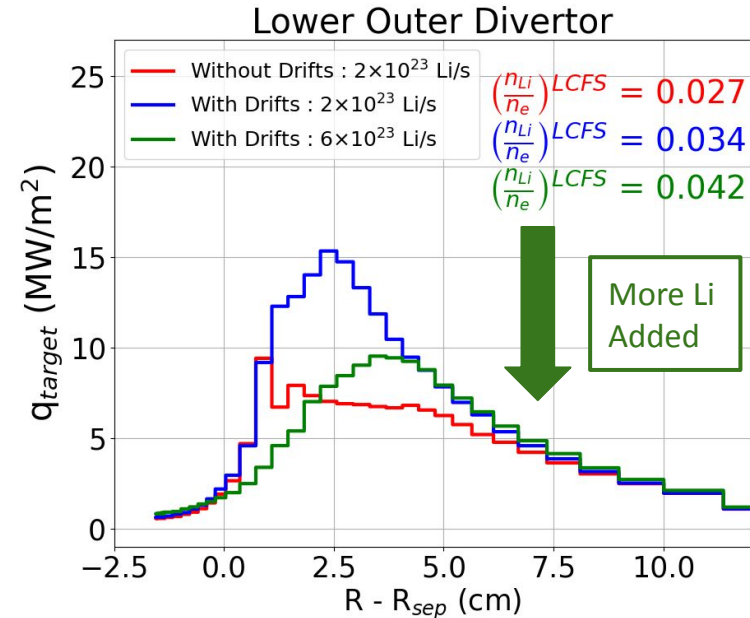 Lower Outer Divertor
Without Drifts : 2×10²³ Li/s
With Drifts : 2×10²³ Li/s
With Drifts : 6×10²³ Li/s
(n_Li/n_e)^LCFS = 0.027
(n_Li/n_e)^LCFS = 0.034
(n_Li/n_e)^LCFS = 0.042
More Li
Added
q_target (MW/m²)
25
20
15
10
5
0
−2.5 0.0 2.5 5.0 7.5 10.0
R - R_sep (cm)